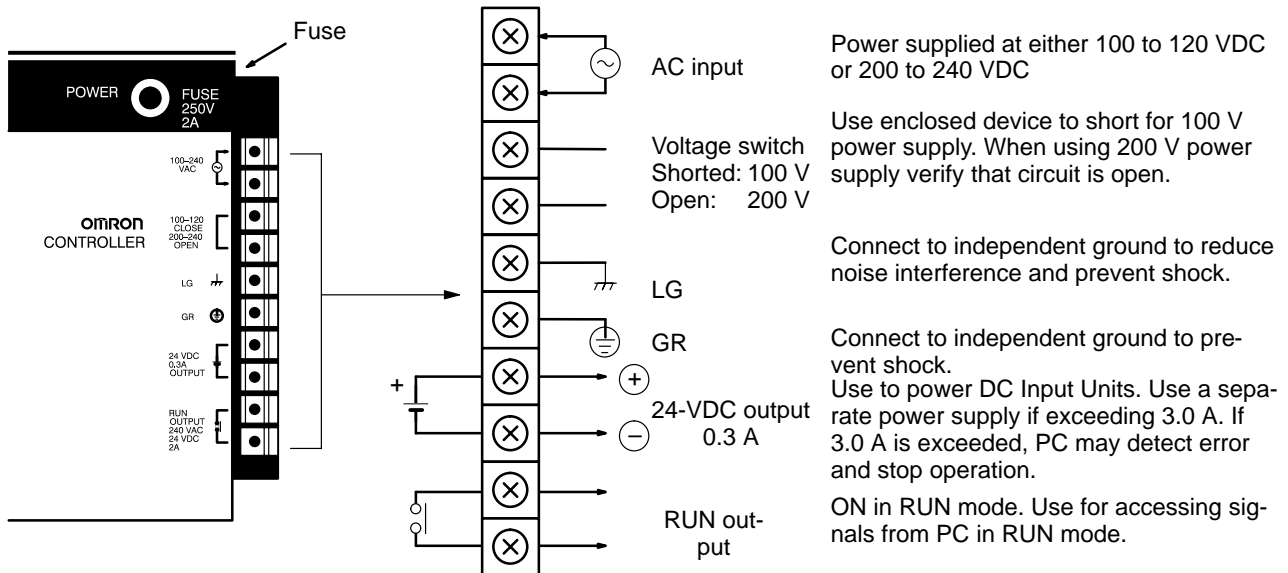 Fuse
POWER
FUSE
250V
2A
100–240
VAC
OMRON
CONTROLLER
100–120
CLOSE
200–240
OPEN
LG
GR
24 VDC
0.3A
OUTPUT
RUN
OUTPUT
240 VAC
24 VDC
2A
AC input
Power supplied at either 100 to 120 VDC
or 200 to 240 VDC
Voltage switch
Shorted: 100 V
Open: 200 V
Use enclosed device to short for 100 V
power supply. When using 200 V power
supply verify that circuit is open.
LG
Connect to independent ground to reduce
noise interference and prevent shock.
GR
Connect to independent ground to pre-
vent shock.
+
+
–
24-VDC output
0.3 A
Use to power DC Input Units. Use a sepa-
rate power supply if exceeding 3.0 A. If
3.0 A is exceeded, PC may detect error
and stop operation.
RUN out-
put
ON in RUN mode. Use for accessing sig-
nals from PC in RUN mode.